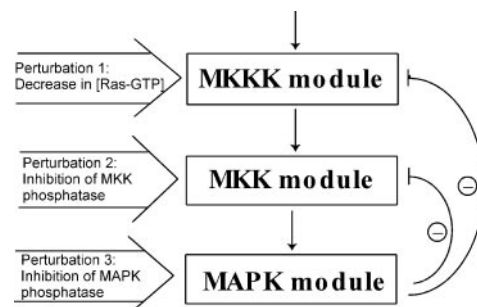 Perturbation 1:
Decrease in [Ras-GTP]
MKKK module
Perturbation 2:
Inhibition of MKK
phosphatase
MKK module
Perturbation 3:
Inhibition of MAPK
phosphatase
MAPK module